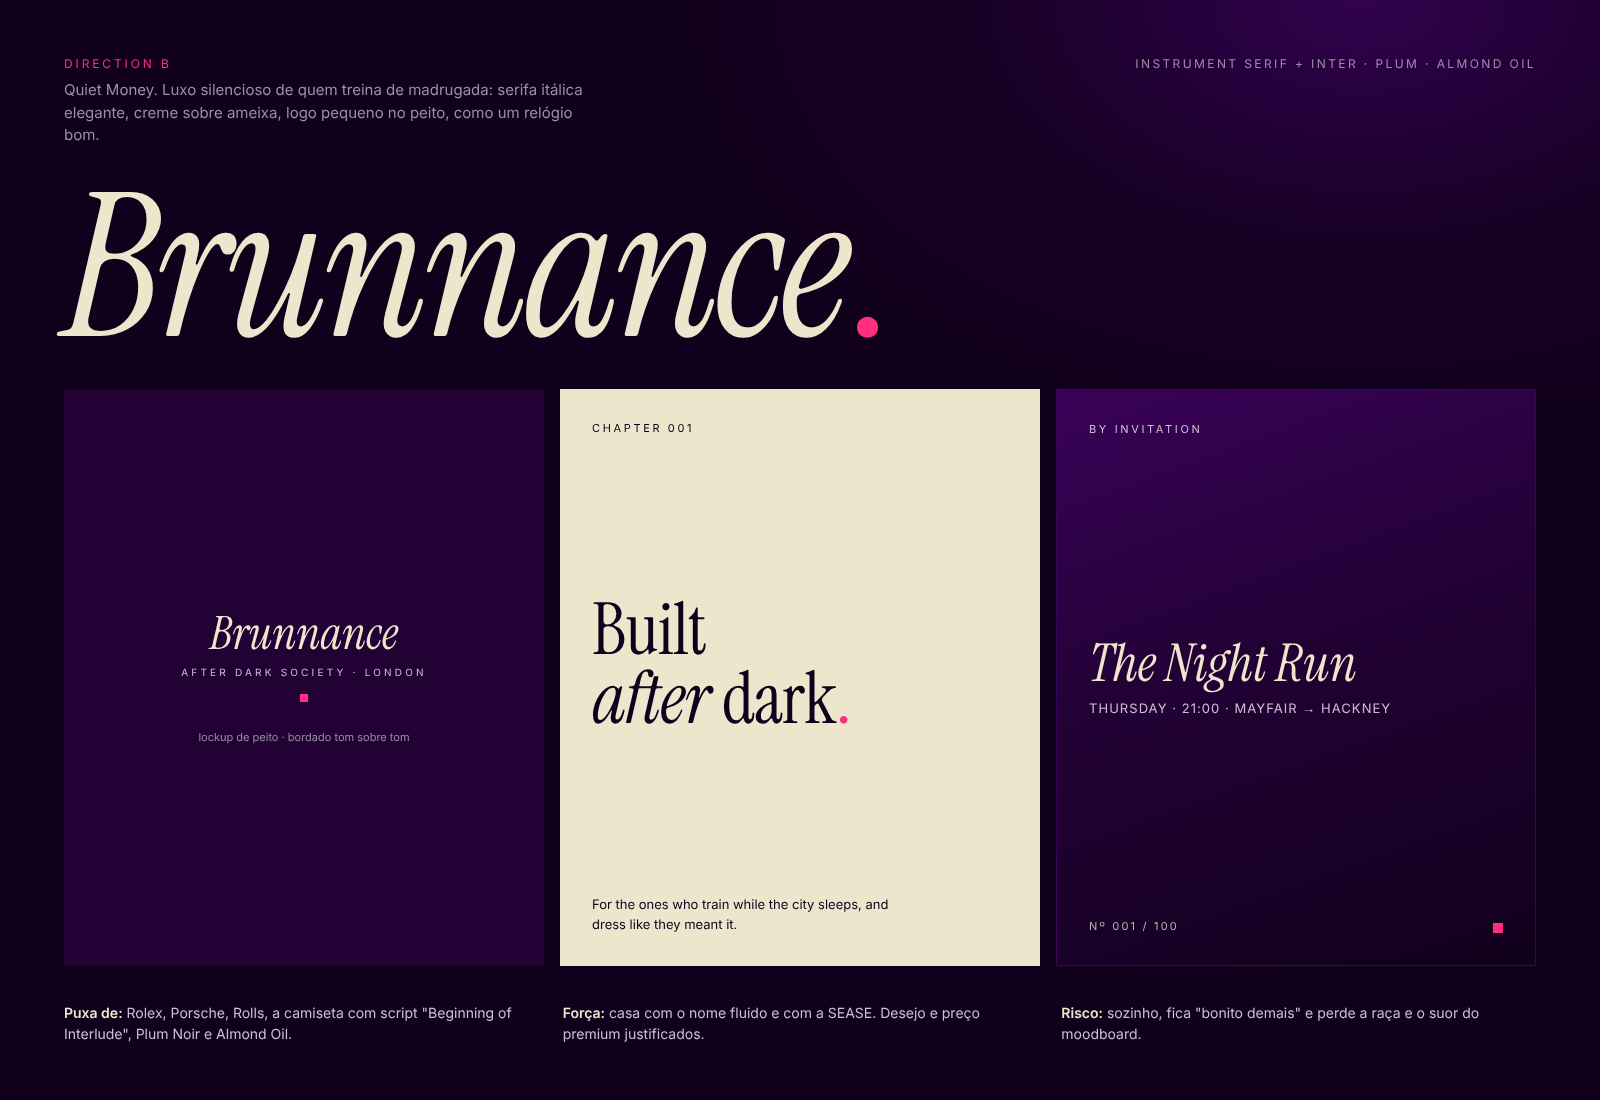 DIRECTION B
INSTRUMENT SERIF + INTER · PLUM · ALMOND OIL
Quiet Money. Luxo silencioso de quem treina de madrugada: serifa itálica
elegante, creme sobre ameixa, logo pequeno no peito, como um relógio
bom.
Brunnance.
Brunnance
AFTER DARK SOCIETY · LONDON
lockup de peito · bordado tom sobre tom
CHAPTER 001
Built
after dark.
For the ones who train while the city sleeps, and
dress like they meant it.
BY INVITATION
The Night Run
THURSDAY · 21:00 · MAYFAIR → HACKNEY
Nº 001 / 100
Puxa de: Rolex, Porsche, Rolls, a camiseta com script "Beginning of
Interlude", Plum Noir e Almond Oil.
Força: casa com o nome fluido e com a SEASE. Desejo e preço
premium justificados.
Risco: sozinho, fica "bonito demais" e perde a raça e o suor do
moodboard.